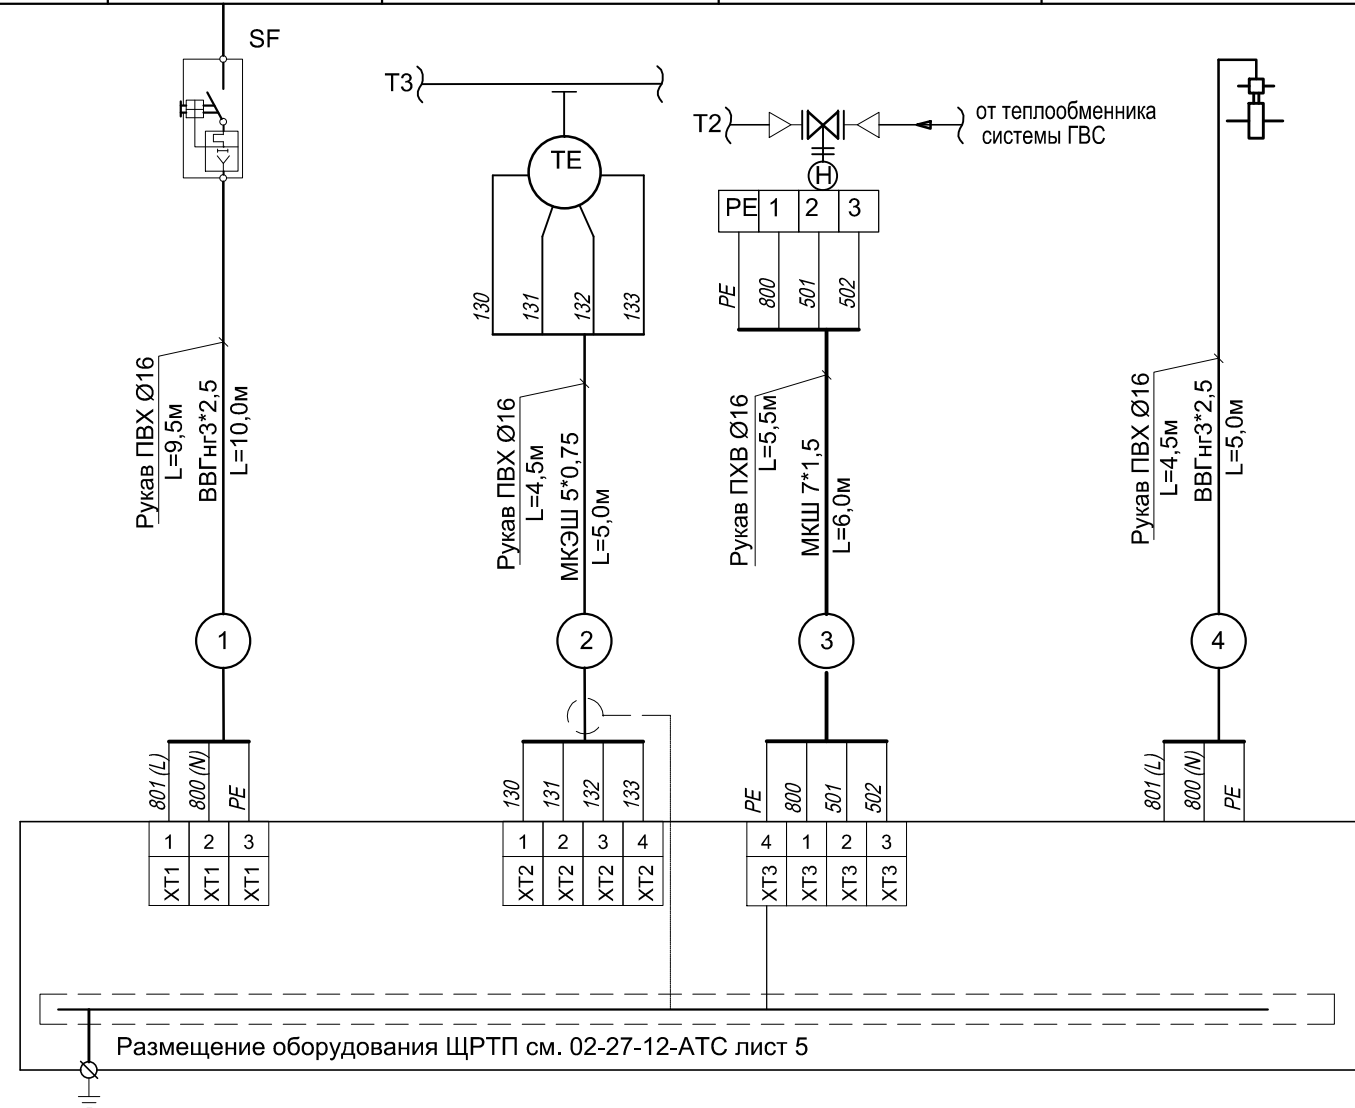 SF
T3
TE
T2
от теплообменника
системы ГВС
H
PE 1 2 3
130
131
132
133
PE
800
501
502
Рукав ПВХ Ø16
L=9,5м
ВВГнг3*2,5
L=10,0м
Рукав ПВХ Ø16
L=4,5м
МКЭШ 5*0,75
L=5,0м
Рукав ПХВ Ø16
L=5,5м
МКШ 7*1,5
L=6,0м
Рукав ПВХ Ø16
L=4,5м
ВВГнг3*2,5
L=5,0м
1
2
3
4
801 (L)
800 (N)
PE
130
131
132
133
PE
800
501
502
801 (L)
800 (N)
PE
1 2 3
XT1 XT1 XT1
1 2 3 4
XT2 XT2 XT2 XT2
4 1 2 3
XT3 XT3 XT3 XT3
Размещение оборудования ЩРТП см. 02-27-12-АТС лист 5